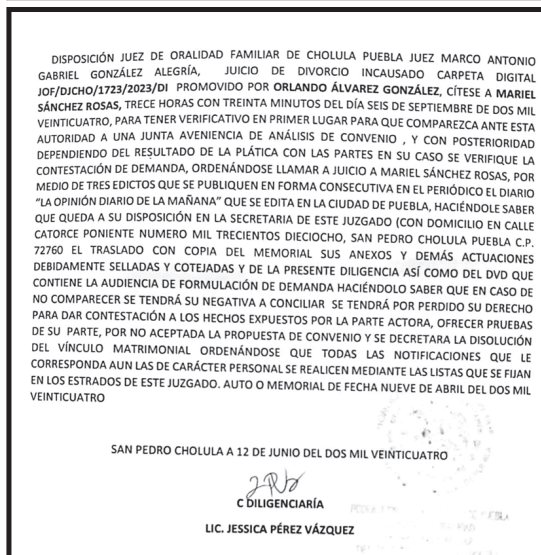 DISPOSICIÓN JUEZ DE ORALIDAD FAMILIAR DE CHOLULA PUEBLA JUEZ MARCO ANTONIO
GABRIEL GONZÁLEZ ALEGRÍA, JUICIO DE DIVORCIO INCAUSADO CARPETA DIGITAL
JOF/DJCHO/1723/2023/DI PROMOVIDO POR ORLANDO ÁLVAREZ GONZÁLEZ, CÍTESE A MARIEL
SÁNCHEZ ROSAS, TRECE HORAS CON TREINTA MINUTOS DEL DÍA SEIS DE SEPTIEMBRE DE DOS MIL
VEINTICUATRO, PARA TENER VERIFICATIVO EN PRIMER LUGAR PARA QUE COMPAREZCA ANTE ESTA
AUTORIDAD A UNA JUNTA AVENIENCIA DE ANÁLISIS DE CONVENIO , Y CON POSTERIORIDAD
DEPENDIENDO DEL RESULTADO DE LA PLÁTICA CON LAS PARTES EN SU CASO SE VERIFIQUE LA
CONTESTACIÓN DE DEMANDA, ORDENÁNDOSE LLAMAR A JUICIO A MARIEL SÁNCHEZ ROSAS, POR
MEDIO DE TRES EDICTOS QUE SE PUBLIQUEN EN FORMA CONSECUTIVA EN EL PERIÓDICO EL DIARIO
"LA OPINIÓN DIARIO DE LA MAÑANA" QUE SE EDITA EN LA CIUDAD DE PUEBLA, HACIÉNDOLE SABER
QUE QUEDA A SU DISPOSICIÓN EN LA SECRETARIA DE ESTE JUZGADO (CON DOMICILIO EN CALLE
CATORCE PONIENTE NUMERO MIL TRECIENTOS DIECIOCHO, SAN PEDRO CHOLULA PUEBLA C.P.
72760 EL TRASLADO CON COPIA DEL MEMORIAL SUS ANEXOS Y DEMÁS ACTUACIONES
DEBIDAMENTE SELLADAS Y COTEJADAS Y DE LA PRESENTE DILIGENCIA ASÍ COMO DEL DVD QUE
CONTIENE LA AUDIENCIA DE FORMULACIÓN DE DEMANDA HACIÉNDOLO SABER QUE EN CASO DE
NO COMPARECER SE TENDRÁ SU NEGATIVA A CONCILIAR SE TENDRÁ POR PERDIDO SU DERECHO
PARA DAR CONTESTACIÓN A LOS HECHOS EXPUESTOS POR LA PARTE ACTORA, OFRECER PRUEBAS
DE SU PARTE, POR NO ACEPTADA LA PROPUESTA DE CONVENIO Y SE DECRETARA LA DISOLUCIÓN
DEL VÍNCULO MATRIMONIAL ORDENÁNDOSE QUE TODAS LAS NOTIFICACIONES QUE LE
CORRESPONDA AUN LAS DE CARÁCTER PERSONAL SE REALICEN MEDIANTE LAS LISTAS QUE SE FIJAN
EN LOS ESTRADOS DE ESTE JUZGADO. AUTO O MEMORIAL DE FECHA NUEVE DE ABRIL DEL DOS MIL
VEINTICUATRO
SAN PEDRO CHOLULA A 12 DE JUNIO DEL DOS MIL VEINTICUATRO
C DILIGENCIARÍA
LIC. JESSICA PÉREZ VÁZQUEZ